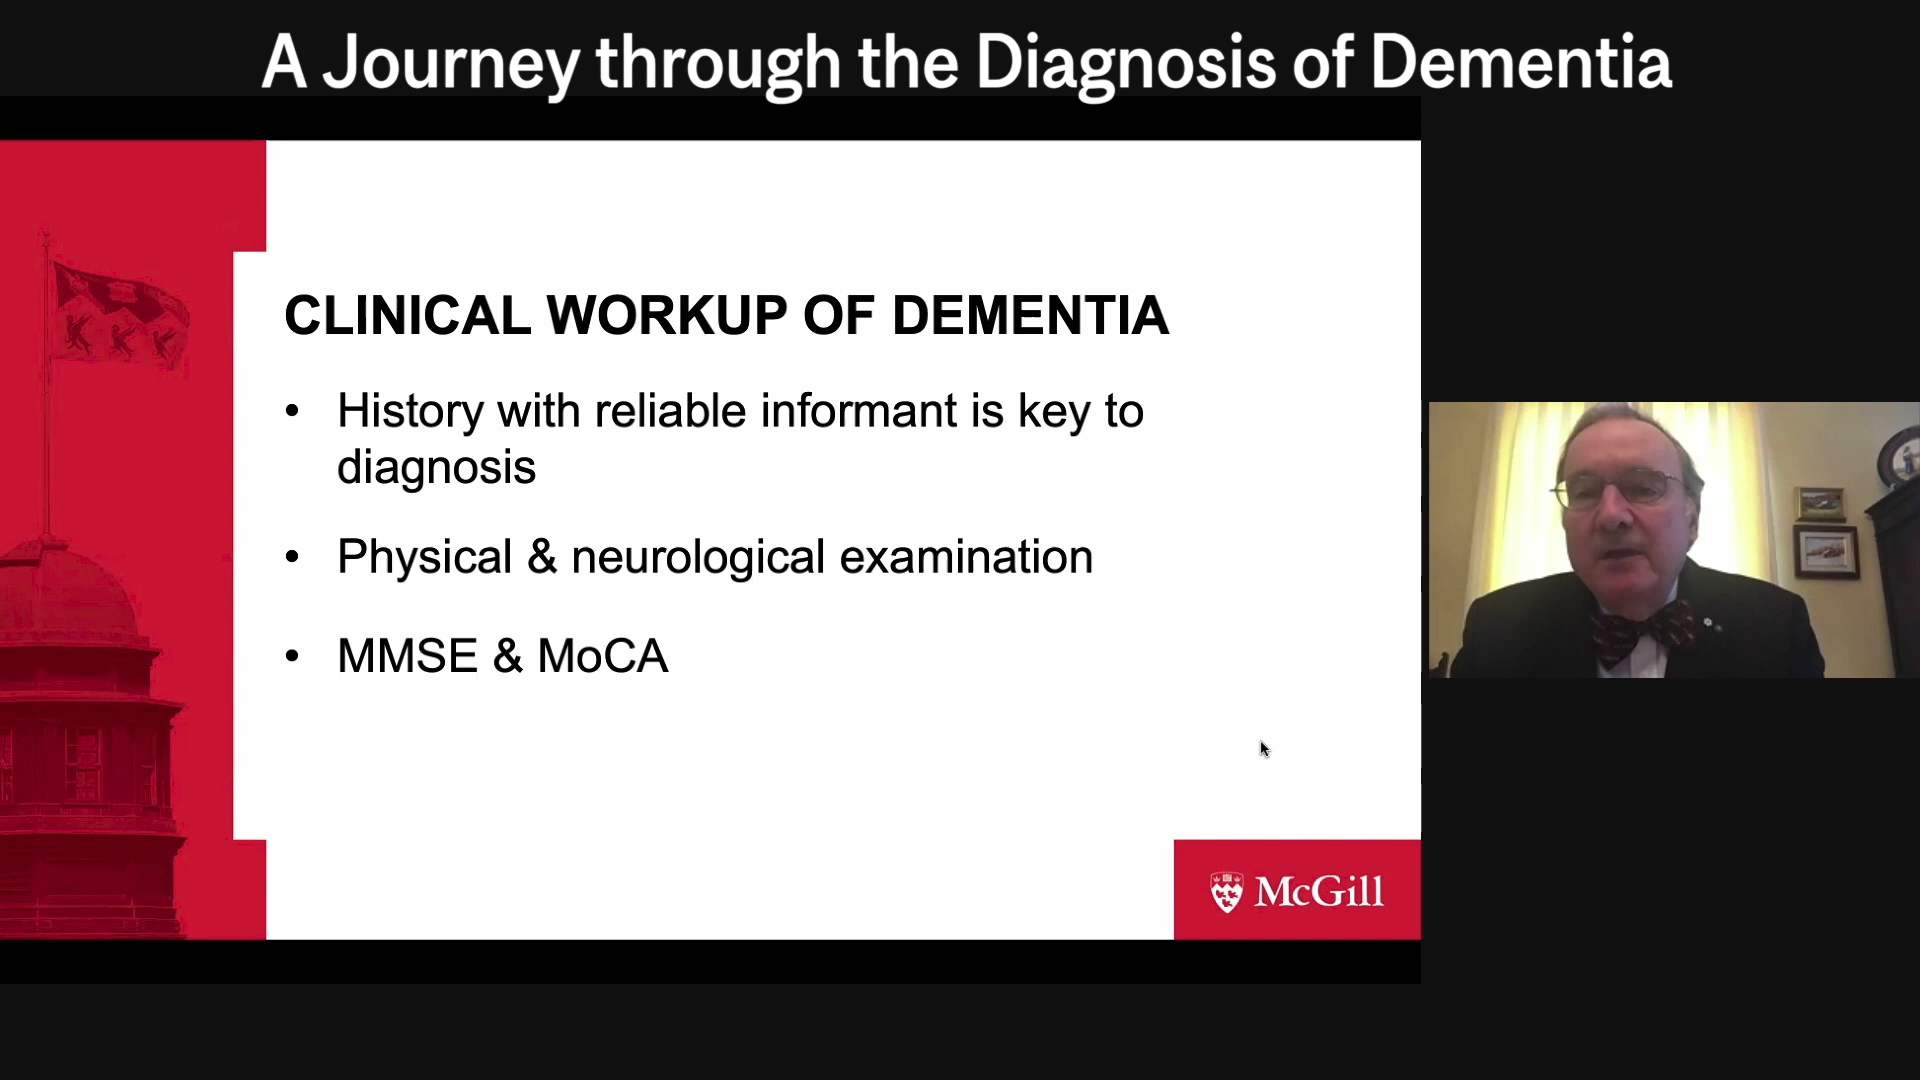 A Journey through the Diagnosis of Dementia
CLINICAL WORKUP OF DEMENTIA
• History with reliable informant is key to
diagnosis
• Physical & neurological examination
• MMSE & MoCA
McGill